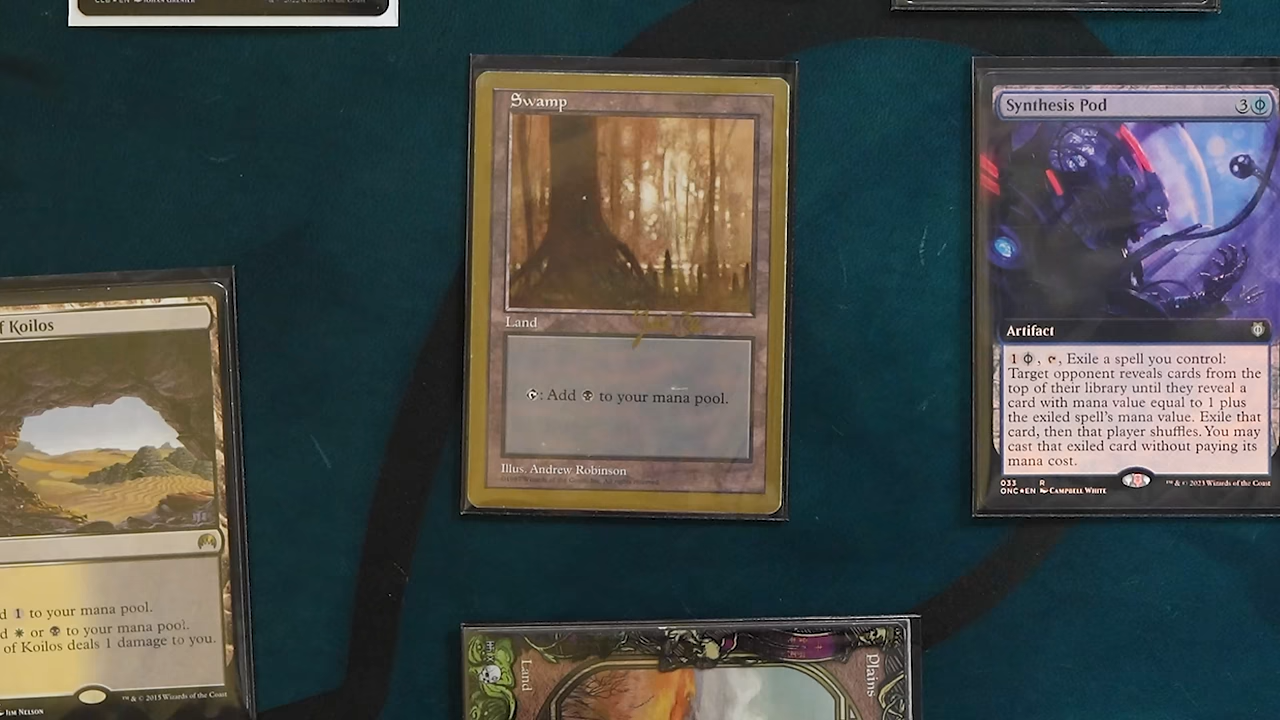 Swamp
Land
: Add to your mana pool.
Illus. Andrew Robinson
Synthesis Pod
3
Artifact
1 , , Exile a spell you control:
Target opponent reveals cards from the
top of their library until they reveal a
card with mana value equal to 1 plus
the exiled spell's mana value. Exile that
card, then that player shuffles. You may
cast that exiled card without paying its
mana cost.
033 R
ONC★EN CAMPBELL WHITE
™ & © 2023 Wizards of the Coast
f Koilos
d 1 to your mana pool.
d or to your mana pool.
of Koilos deals 1 damage to you.
™ & © 2015 Wizards of the Coast
JIM NELSON
Land
Plains